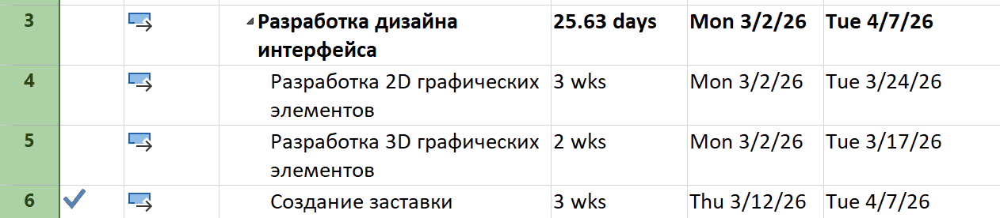 3 Разработка дизайна 25.63 days Mon 3/2/26 Tue 4/7/26
интерфейса
4 Разработка 2D графических 3 wks Mon 3/2/26 Tue 3/24/26
элементов
5 Разработка 3D графических 2 wks Mon 3/2/26 Tue 3/17/26
элементов
6 Создание заставки 3 wks Thu 3/12/26 Tue 4/7/26